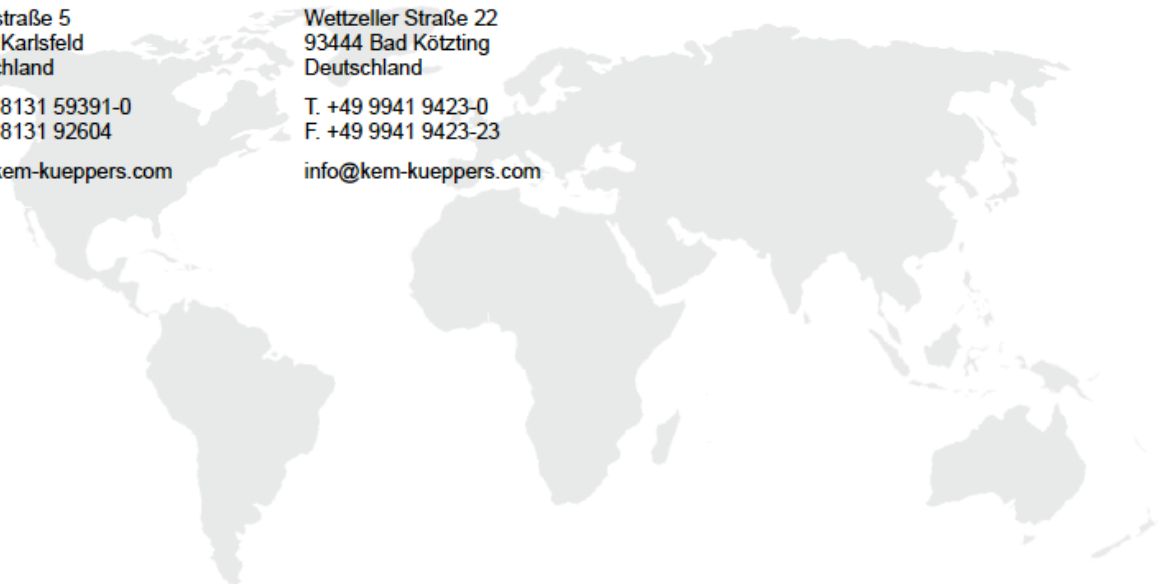 straße 5
Karlsfeld
chland
8131 59391-0
8131 92604
kem-kueppers.com
Wettzeller Straße 22
93444 Bad Kötzting
Deutschland
T. +49 9941 9423-0
F. +49 9941 9423-23
info@kem-kueppers.com